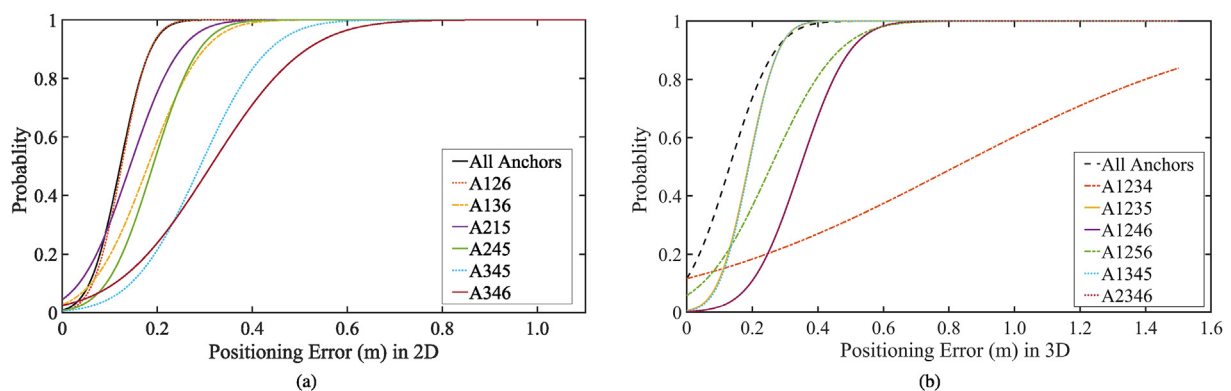 1
0.8
0.6
0.4
0.2
0
Probablity
0 0.2 0.4 0.6 0.8 1.0
Positioning Error (m) in 2D
All Anchors
A126
A136
A215
A245
A345
A346
(a)
1
0.8
0.6
0.4
0.2
0
Probablity
0 0.2 0.4 0.6 0.8 1.0 1.2 1.4 1.6
Positioning Error (m) in 3D
All Anchors
A1234
A1235
A1246
A1256
A1345
A2346
(b)